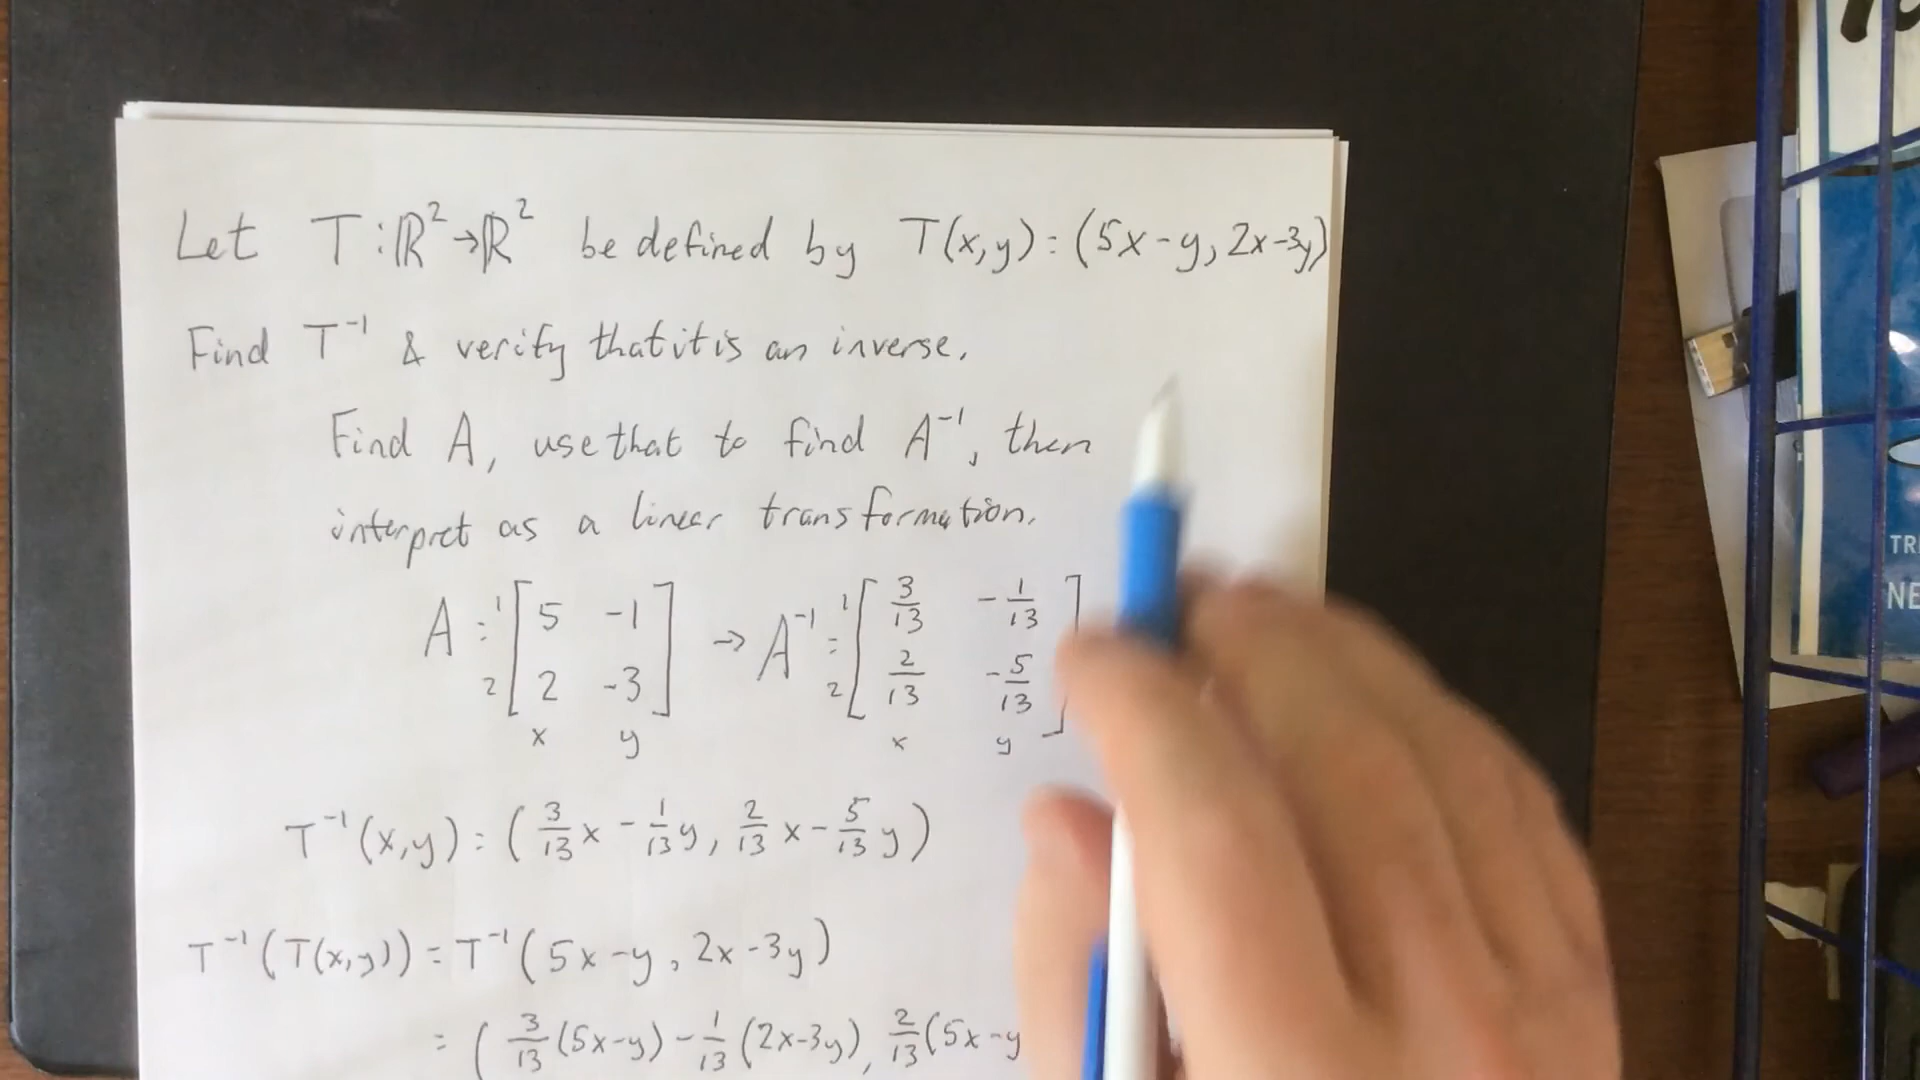 Let T:ℝ²→ℝ² be defined by T(x,y)=(5x-y, 2x-3y)
Find T⁻¹ & verify that it is an inverse.
Find A, use that to find A⁻¹, then
interpret as a linear transformation.
A = 1 [ 5 -1 ] → A⁻¹ = 1 [ 3/13 -1/13 ]
2 [ 2 -3 ] 2 [ 2/13 -5/13 ]
x y x y
T⁻¹(x,y) = (3/13 x - 1/13 y, 2/13 x - 5/13 y)
T⁻¹(T(x,y)) = T⁻¹(5x-y, 2x-3y)
= (3/13 (5x-y) - 1/13 (2x-3y), 2/13 (5x-y
TR
NE